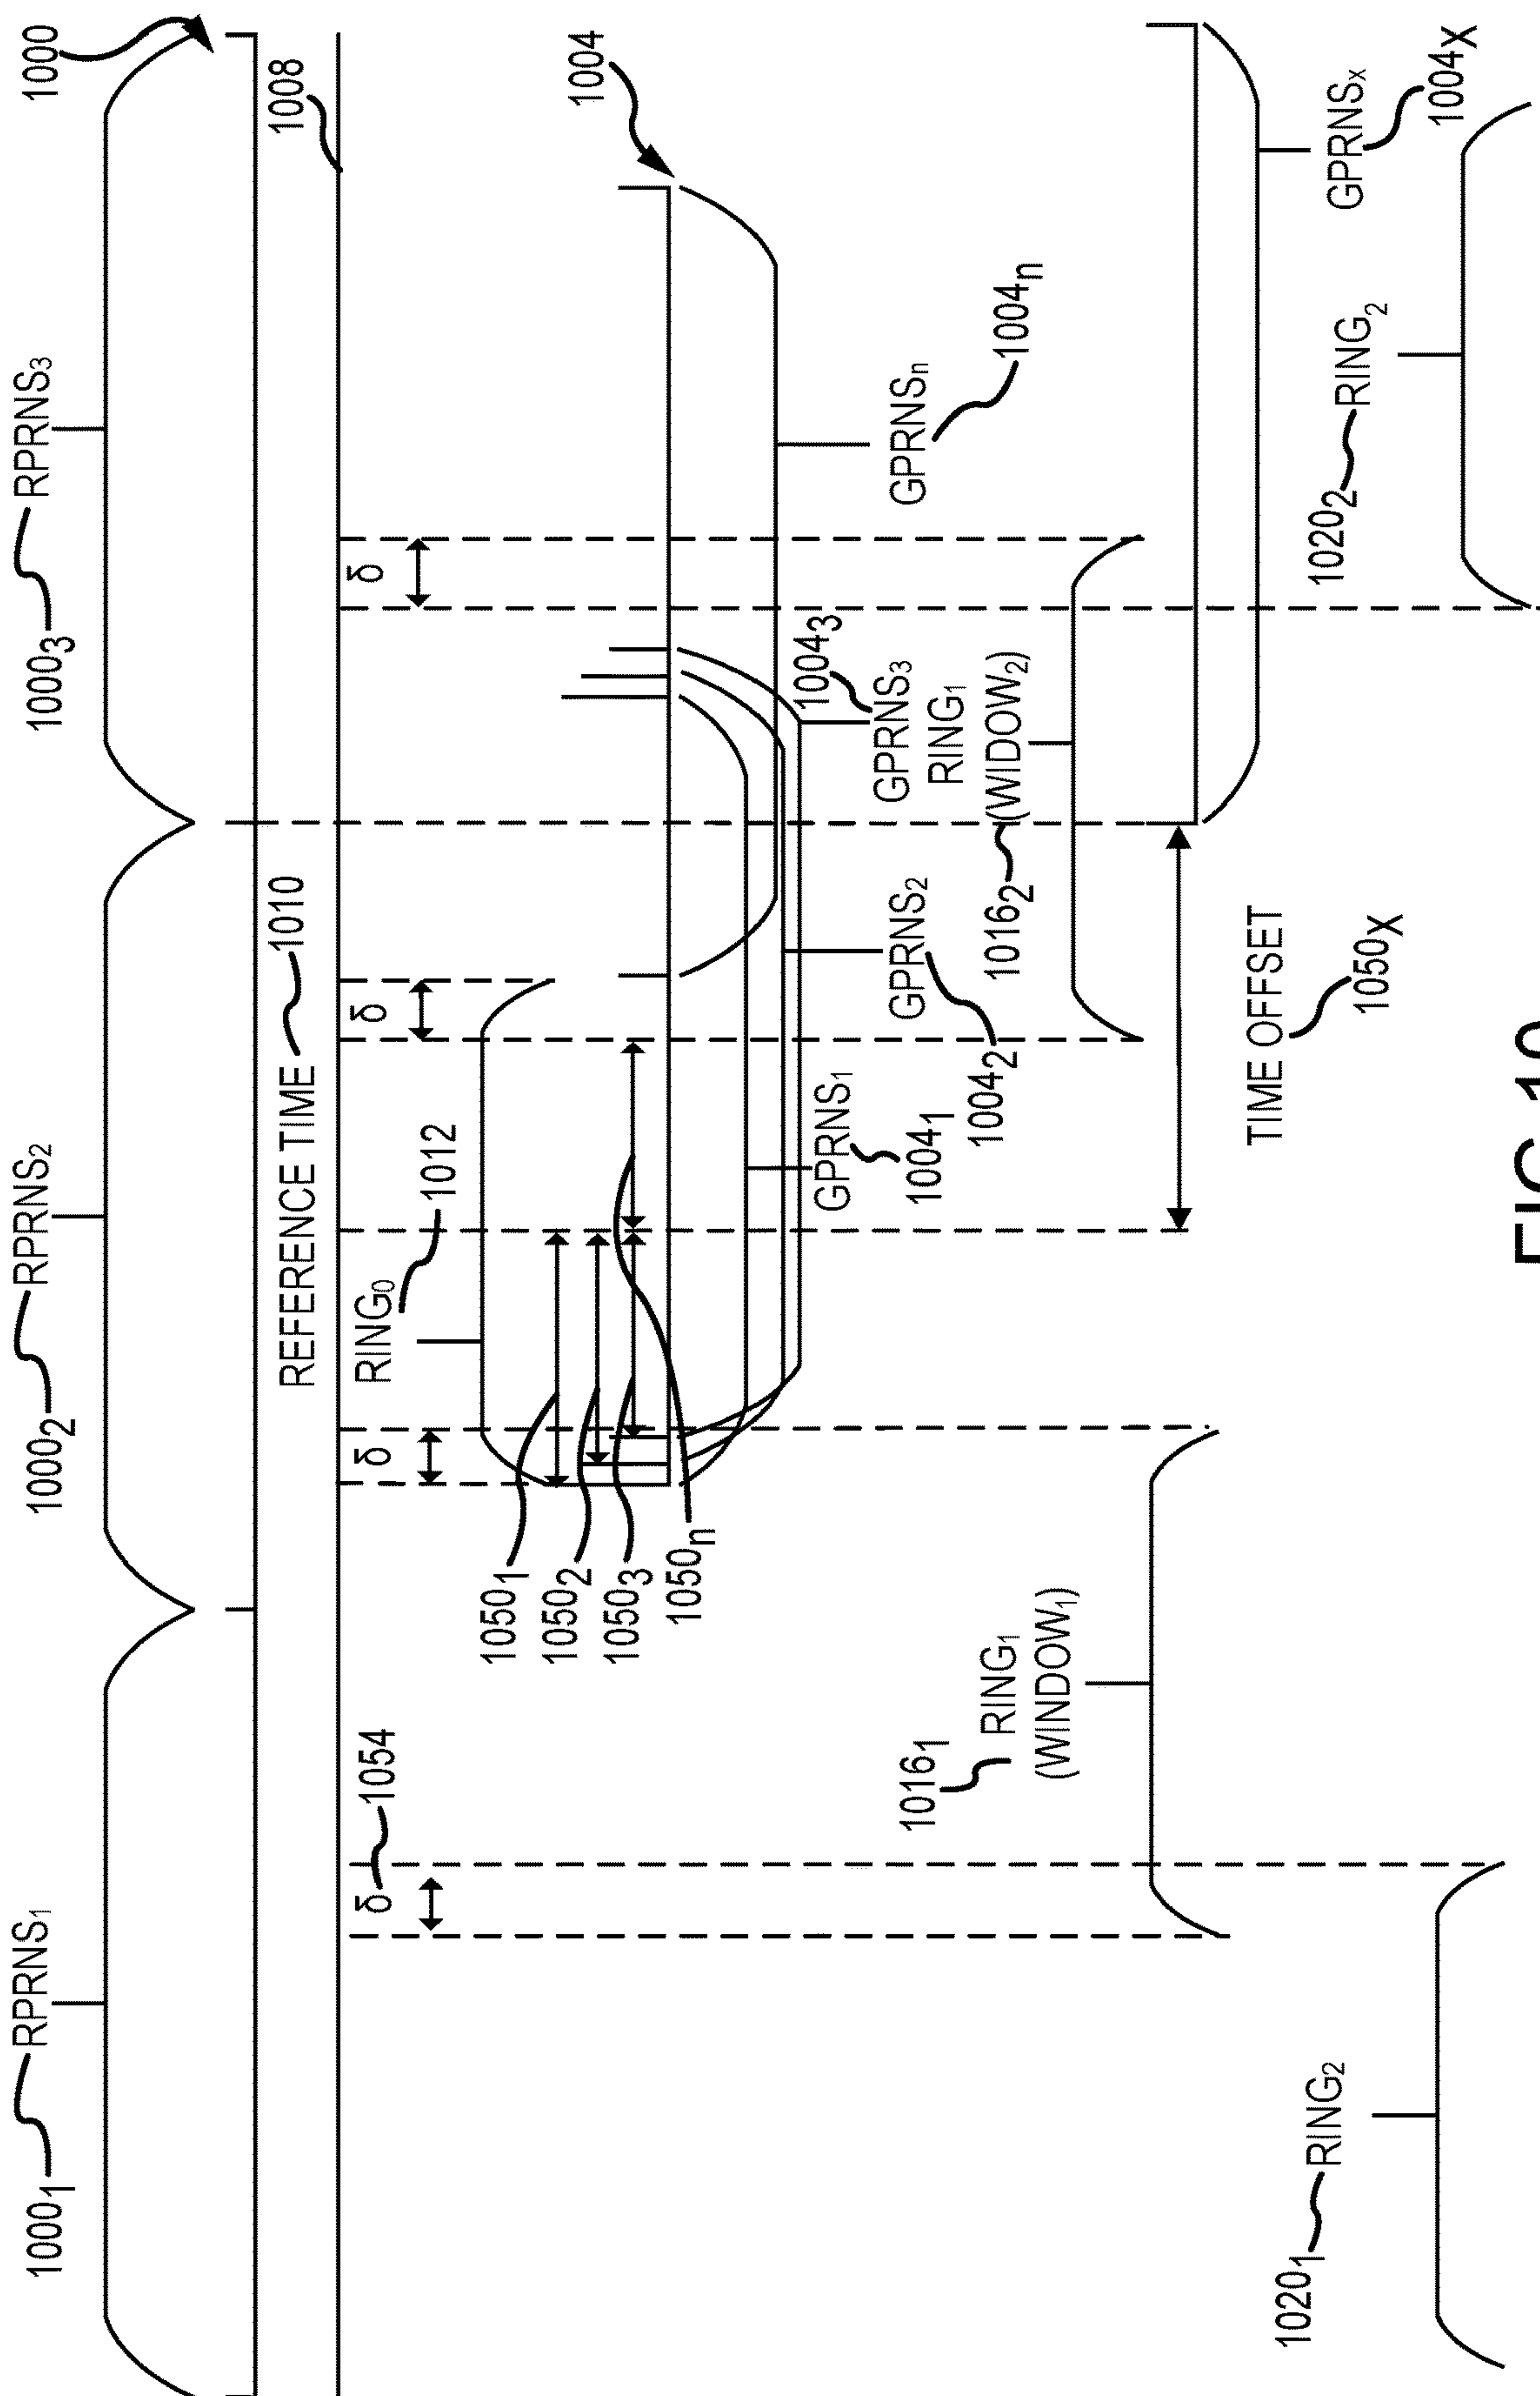 1000₁ RPRNS₁
1000₂ RPRNS₂
1000₃ RPRNS₃
1000
REFERENCE TIME 1010
1008
δ 1054
δ
RING₀ 1012
δ
δ
1050₁
1050₂
1050₃
1050ₙ
1004
GPRNS₁
1004₁
GPRNS₂
1004₂
GPRNS₃
1004₃
GPRNSₙ
1004ₙ
1016₁
RING₁
(WINDOW₁)
RING₁
(WIDOW₂)
1016₂
TIME OFFSET
1050X
GPRNSₓ
1004X
1020₁ RING₂
1020₂ RING₂